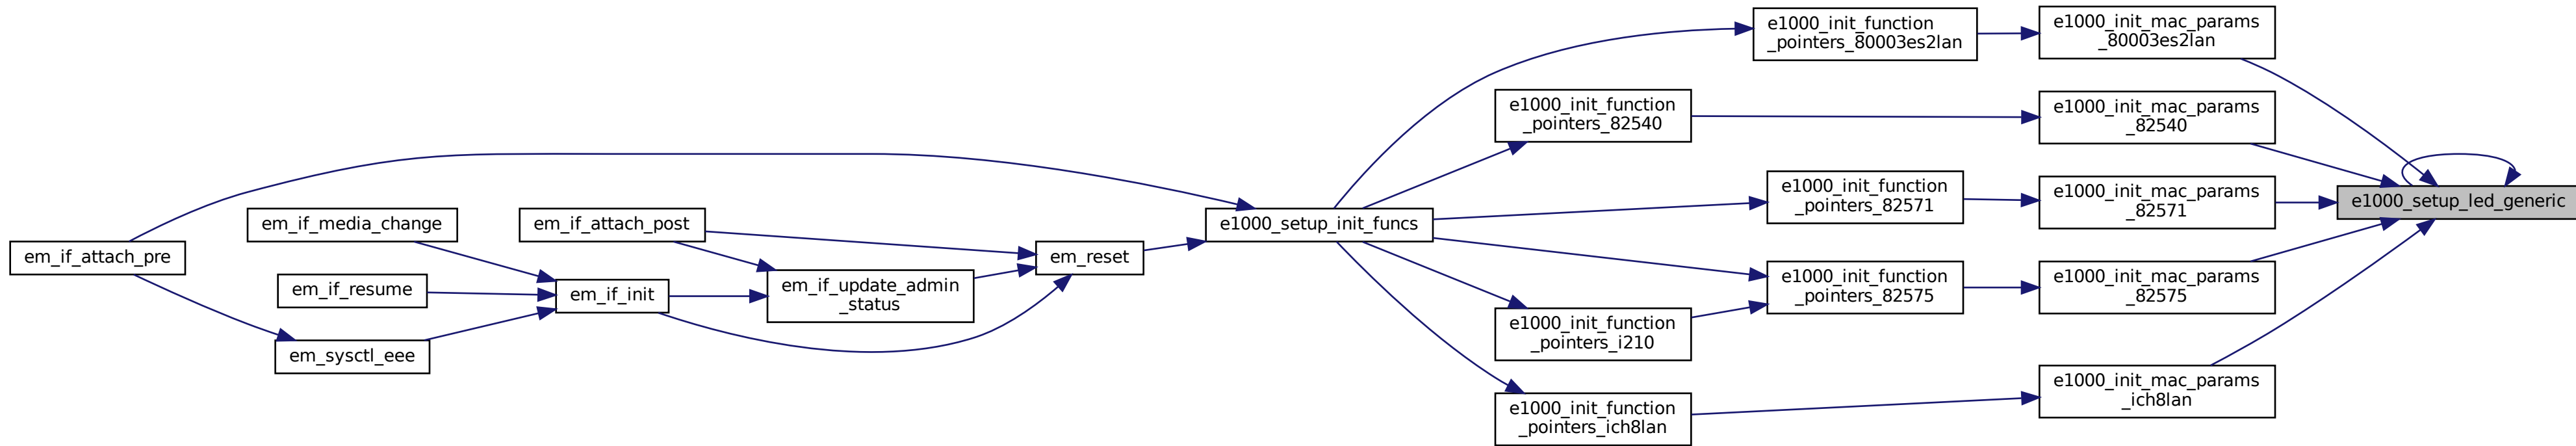 em_if_attach_pre
em_if_media_change
em_if_resume
em_sysctl_eee
em_if_attach_post
em_if_init
em_if_update_admin
_status
em_reset
e1000_setup_init_funcs
e1000_init_function
_pointers_80003es2lan
e1000_init_function
_pointers_82540
e1000_init_function
_pointers_82571
e1000_init_function
_pointers_82575
e1000_init_function
_pointers_i210
e1000_init_function
_pointers_ich8lan
e1000_init_mac_params
_80003es2lan
e1000_init_mac_params
_82540
e1000_init_mac_params
_82571
e1000_init_mac_params
_82575
e1000_init_mac_params
_ich8lan
e1000_setup_led_generic